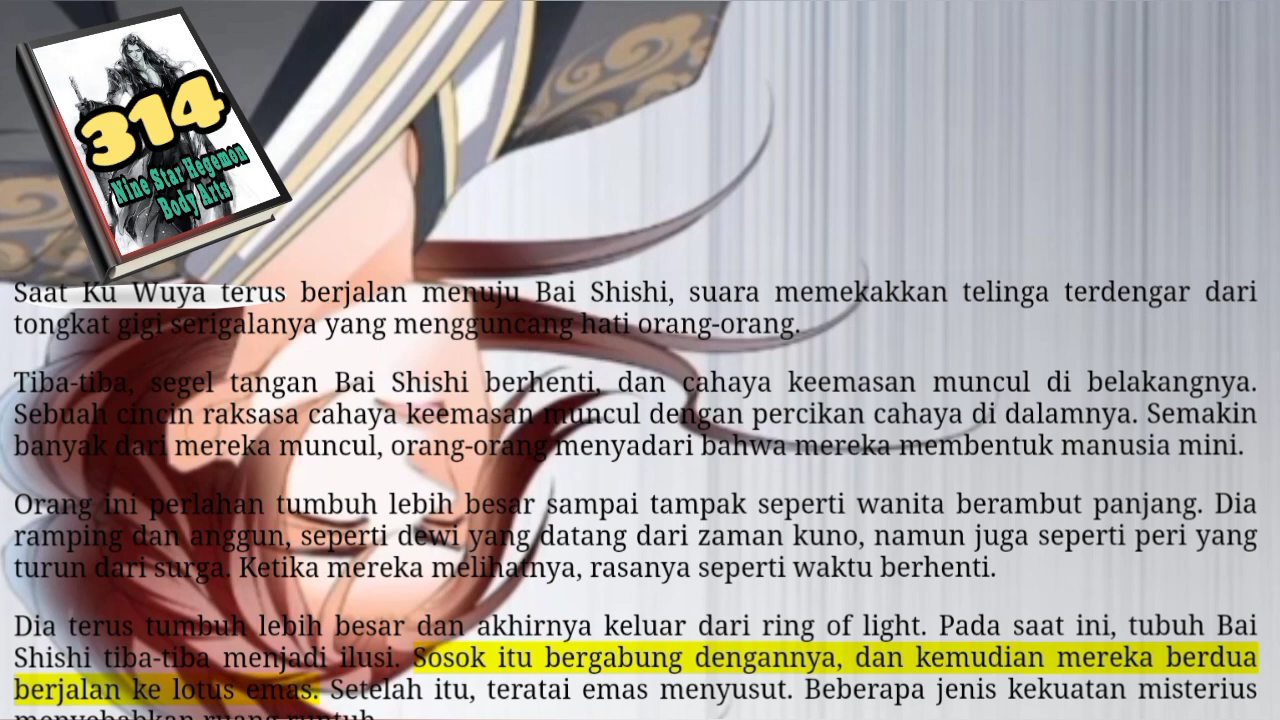 314
Nine Star Hegemon
Body Arts
Saat Ku Wuya terus berjalan menuju Bai Shishi, suara memekakkan telinga terdengar dari
tongkat gigi serigalanya yang mengguncang hati orang-orang.
Tiba-tiba, segel tangan Bai Shishi berhenti, dan cahaya keemasan muncul di belakangnya.
Sebuah cincin raksasa cahaya keemasan muncul dengan percikan cahaya di dalamnya. Semakin
banyak dari mereka muncul, orang-orang menyadari bahwa mereka membentuk manusia mini.
Orang ini perlahan tumbuh lebih besar sampai tampak seperti wanita berambut panjang. Dia
ramping dan anggun, seperti dewi yang datang dari zaman kuno, namun juga seperti peri yang
turun dari surga. Ketika mereka melihatnya, rasanya seperti waktu berhenti.
Dia terus tumbuh lebih besar dan akhirnya keluar dari ring of light. Pada saat ini, tubuh Bai
Shishi tiba-tiba menjadi ilusi. Sosok itu bergabung dengannya, dan kemudian mereka berdua
berjalan ke lotus emas. Setelah itu, teratai emas menyusut. Beberapa jenis kekuatan misterius
menyebabkan ruang runtuh.